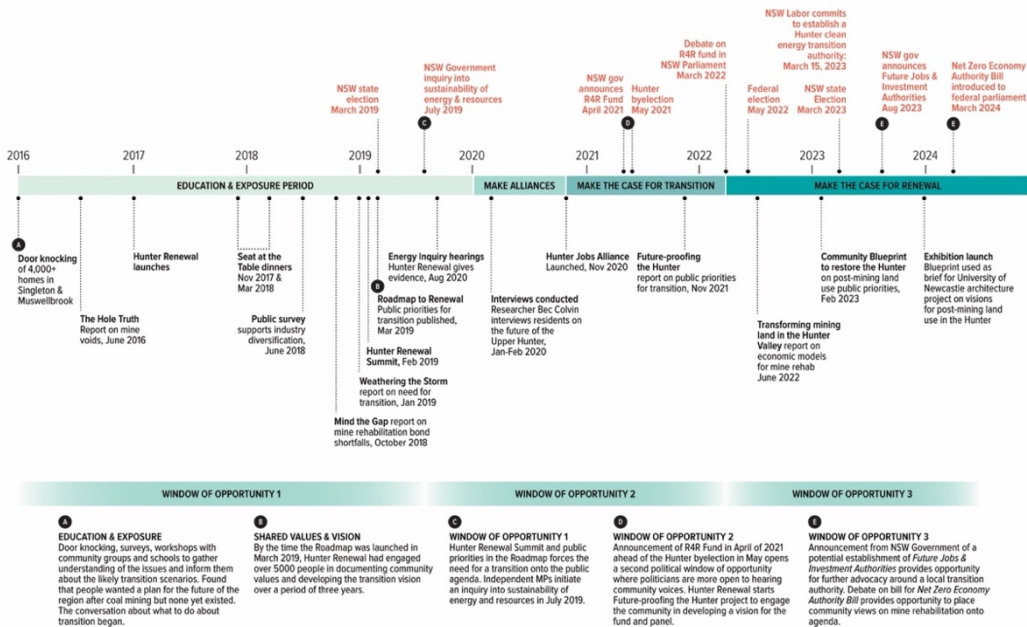 NSW state
election
March 2019
NSW Government
inquiry into
sustainability of
energy & resources
July 2019
C
NSW gov
announces
R4R Fund
April 2021
D
Hunter
byelection
May 2021
Debate on
R4R fund in
NSW Parliament
March 2022
Federal
election
May 2022
NSW Labor commits
to establish a
Hunter clean
energy transition
authority:
March 15, 2023
NSW state
Election
March 2023
NSW gov
announces
Future Jobs &
Investment
Authorities
Aug 2023
E
Net Zero Economy
Authority Bill
introduced to
federal parliament
March 2024
E
2016
2017
2018
2019
2020
2021
2022
2023
2024
EDUCATION & EXPOSURE PERIOD
MAKE ALLIANCES
MAKE THE CASE FOR TRANSITION
MAKE THE CASE FOR RENEWAL
A
Door knocking
of 4,000+
homes in
Singleton &
Muswellbrook
The Hole Truth
Report on mine
voids, June 2016
Hunter Renewal
launches
Seat at the
Table dinners
Nov 2017 &
Mar 2018
Public survey
supports industry
diversification,
June 2018
Mind the Gap report on
mine rehabilitation bond
shortfalls, October 2018
Weathering the Storm
report on need for
transition, Jan 2019
Hunter Renewal
Summit, Feb 2019
B
Roadmap to Renewal
Public priorities for
transition published,
Mar 2019
Energy Inquiry hearings
Hunter Renewal gives
evidence, Aug 2020
Interviews conducted
Researcher Bec Colvin
interviews residents on
the future of the
Upper Hunter,
Jan-Feb 2020
Hunter Jobs Alliance
Launched, Nov 2020
Future-proofing
the Hunter
report on public priorities
for transition, Nov 2021
Transforming mining
land in the Hunter
Valley report on
economic models
for mine rehab
June 2022
Community Blueprint
to restore the Hunter
on post-mining land
use public priorities,
Feb 2023
Exhibition launch
Blueprint used as
brief for University of
Newcastle architecture
project on visions
for post-mining land
use in the Hunter
WINDOW OF OPPORTUNITY 1
WINDOW OF OPPORTUNITY 2
WINDOW OF OPPORTUNITY 3
A
EDUCATION & EXPOSURE
Door knocking, surveys, workshops with
community groups and schools to gather
understanding of the issues and inform them
about the likely transition scenarios. Found
that people wanted a plan for the future of the
region after coal mining but none yet existed.
The conversation about what to do about
transition began.
B
SHARED VALUES & VISION
By the time the Roadmap was launched in
March 2019, Hunter Renewal had engaged
over 5000 people in documenting community
values and developing the transition vision
over a period of three years.
C
WINDOW OF OPPORTUNITY 1
Hunter Renewal Summit and public
priorities in the Roadmap forces the
need for a transition onto the public
agenda. Independent MPs initiate
an inquiry into sustainability of
energy and resources in July 2019.
D
WINDOW OF OPPORTUNITY 2
Announcement of R4R Fund in April of 2021
ahead of the Hunter byelection in May opens
a second political window of opportunity
where politicians are more open to hearing
community voices. Hunter Renewal starts
Future-proofing the Hunter project to engage
the community in developing a vision for the
fund and panel.
E
WINDOW OF OPPORTUNITY 3
Announcement from NSW Government of a
potential establishment of Future Jobs &
Investment Authorities provides opportunity
for further advocacy around a local transition
authority. Debate on bill for Net Zero Economy
Authority Bill provides opportunity to place
community views on mine rehabilitation onto
agenda.